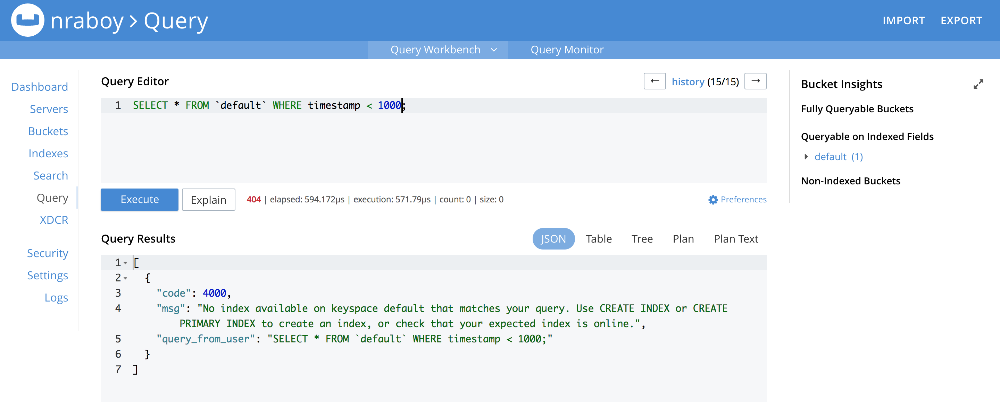 nraboy > Query
IMPORT EXPORT
Query Workbench Query Monitor
Dashboard
Servers
Buckets
Indexes
Search
Query
XDCR
Security
Settings
Logs
Query Editor
← history (15/15) →
1 SELECT * FROM `default` WHERE timestamp < 1000;
Execute Explain 404 | elapsed: 594.172µs | execution: 571.79µs | count: 0 | size: 0
Preferences
Query Results
JSON Table Tree Plan Plan Text
1 [
2 {
3 "code": 4000,
4 "msg": "No index available on keyspace default that matches your query. Use CREATE INDEX or CREATE
PRIMARY INDEX to create an index, or check that your expected index is online.",
5 "query_from_user": "SELECT * FROM `default` WHERE timestamp < 1000;"
6 }
7 ]
Bucket Insights
Fully Queryable Buckets
Queryable on Indexed Fields
default (1)
Non-Indexed Buckets